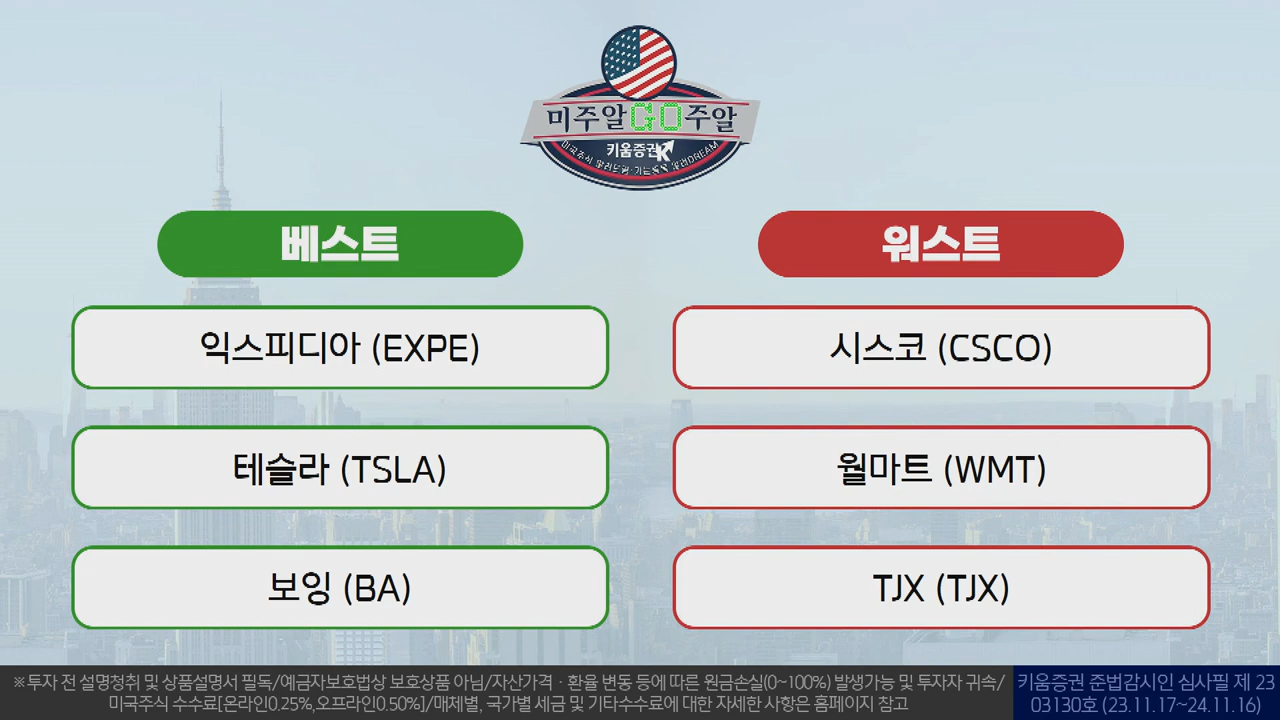 미주알GO주알
키움증권
베스트
워스트
익스피디아 (EXPE)
시스코 (CSCO)
테슬라 (TSLA)
월마트 (WMT)
보잉 (BA)
TJX (TJX)
※투자 전 설명청취 및 상품설명서 필독/예금자보호법상 보호상품 아님/자산가격 · 환율 변동 등에 따른 원금손실(0~100%) 발생가능 및 투자자 귀속/
미국주식 수수료[온라인0.25%,오프라인0.50%]/매체별, 국가별 세금 및 기타수수료에 대한 자세한 사항은 홈페이지 참고
키움증권 준법감시인 심사필 제 23
03130호 (23.11.17~24.11.16)